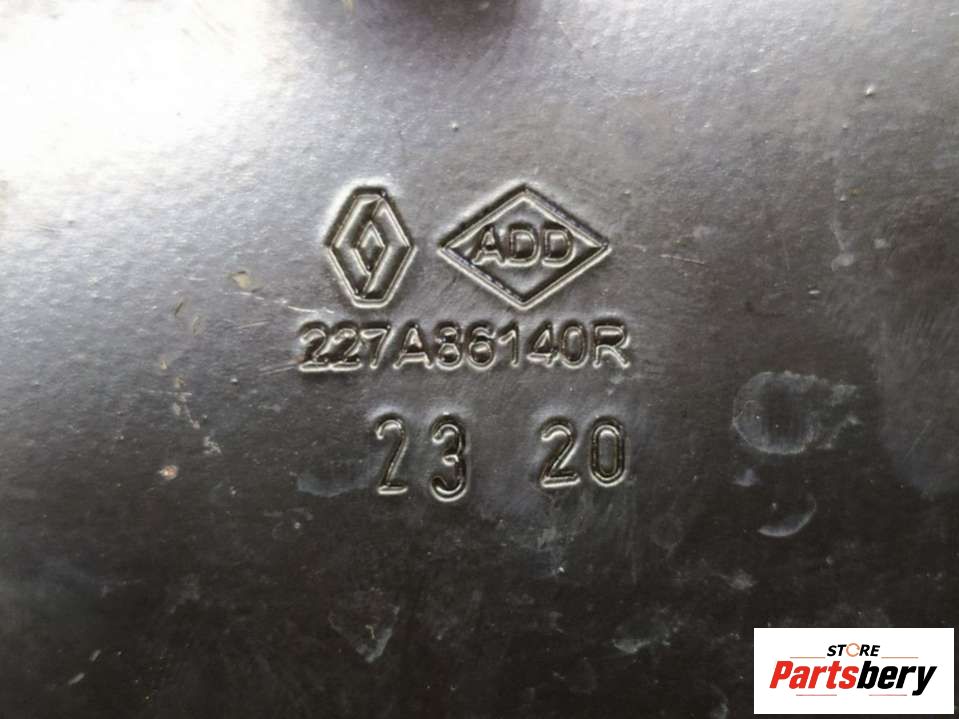 ADD
227A86140R
23 20
STORE
Partsbery